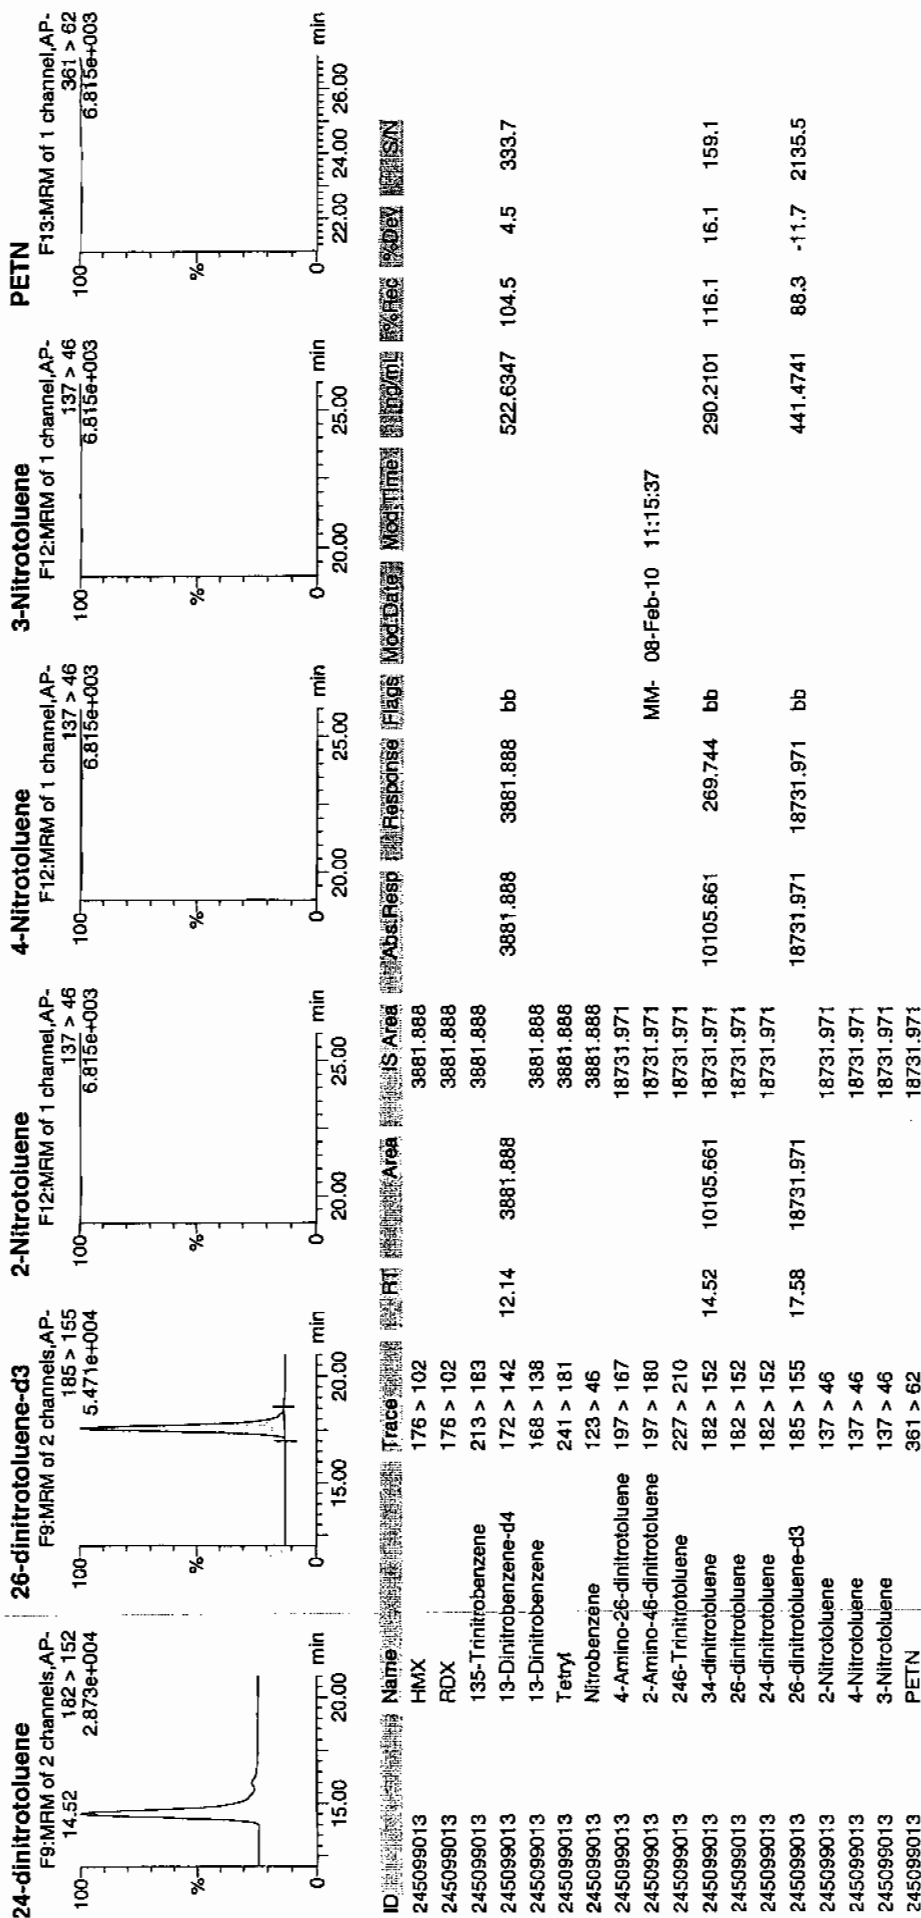 24-dinitrotoluene
F9:MRM of 2 channels,AP-
14.52 182 > 152
2.873e+004
100
%
0
15.00 20.00 min
26-dinitrotoluene-d3
F9:MRM of 2 channels,AP-
185 > 155
5.471e+004
100
%
0
15.00 20.00 min
2-Nitrotoluene
F12:MRM of 1 channel,AP-
137 > 46
6.815e+003
100
%
0
20.00 25.00 min
4-Nitrotoluene
F12:MRM of 1 channel,AP-
137 > 46
6.815e+003
100
%
0
20.00 25.00 min
3-Nitrotoluene
F12:MRM of 1 channel,AP-
137 > 46
6.815e+003
100
%
0
20.00 25.00 min
PETN
F13:MRM of 1 channel,AP-
361 > 62
6.815e+003
100
%
0
22.00 24.00 26.00 min
ID Name Trace RT Area IS Area Abs.Resp Response Flags Mod.Date Mod.Time ng/mL %Rec %Dev S/N
245099013 HMX 176 > 102 3881.888
245099013 RDX 176 > 102 3881.888
245099013 135-Trinitrobenzene 213 > 183 3881.888
245099013 13-Dinitrobenzene-d4 172 > 142 12.14 3881.888 3881.888 3881.888 bb 522.6347 104.5 4.5 333.7
245099013 13-Dinitrobenzene 168 > 138 3881.888
245099013 Tetryl 241 > 181 3881.888
245099013 Nitrobenzene 123 > 46 3881.888
245099013 4-Amino-26-dinitrotoluene 197 > 167 18731.971
245099013 2-Amino-46-dinitrotoluene 197 > 180 18731.971 MM- 08-Feb-10 11:15:37
245099013 246-Trinitrotoluene 227 > 210 18731.971
245099013 34-dinitrotoluene 182 > 152 14.52 10105.661 18731.971 10105.661 269.744 bb 290.2101 116.1 16.1 159.1
245099013 26-dinitrotoluene 182 > 152 18731.971
245099013 24-dinitrotoluene 182 > 152 18731.971
245099013 26-dinitrotoluene-d3 185 > 155 17.58 18731.971 18731.971 18731.971 bb 441.4741 88.3 -11.7 2135.5
245099013 2-Nitrotoluene 137 > 46 18731.971
245099013 4-Nitrotoluene 137 > 46 18731.971
245099013 3-Nitrotoluene 137 > 46 18731.971
245099013 PETN 361 > 62 18731.971